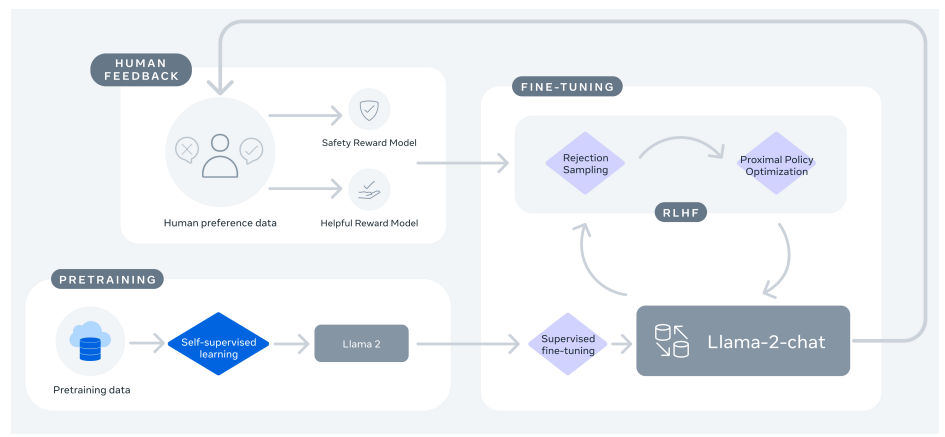 HUMAN
FEEDBACK
Safety Reward Model
Human preference data
Helpful Reward Model
FINE-TUNING
Rejection
Sampling
Proximal Policy
Optimization
RLHF
PRETRAINING
Pretraining data
Self-supervised
learning
Llama 2
Supervised
fine-tuning
Llama-2-chat